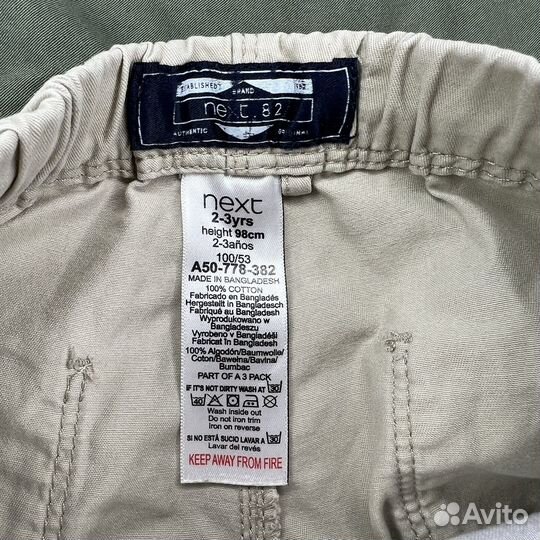 ESTABLISHED BRAND 1982
next.82
AUTHENTIC ORIGINAL
next
2-3yrs
height 98cm
2-3años
100/53
A50-778-382
MADE IN BANGLADESH
100% COTTON
Fabricado en Bangladés
Hergestellt in Bangladesh
Fabriqué au Bangladesh
Wyprodukowano w
Bangladeszu
Vyrobeno v Bangladéši
Fabricat în Bangladesh
100% Algodón/Baumwolle/
Coton/Bawełna/Bavlna/
Bumbac
PART OF A 3 PACK
IF IT'S NOT DIRTY WASH AT 30
40
Wash inside out
Do not iron trim
Iron on reverse
SI NO ESTÁ SUCIO LAVAR A 30
Lavar del revés
KEEP AWAY FROM FIRE
Avito